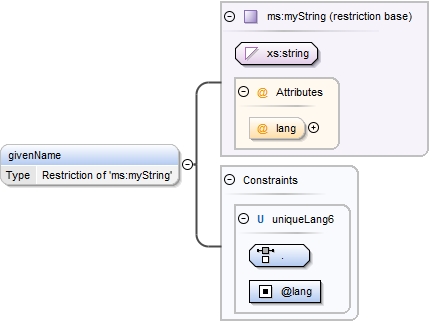 ms:myString (restriction base)
xs:string
@ Attributes
@ lang
givenName
Type Restriction of 'ms:myString'
Constraints
U uniqueLang6
.
@lang